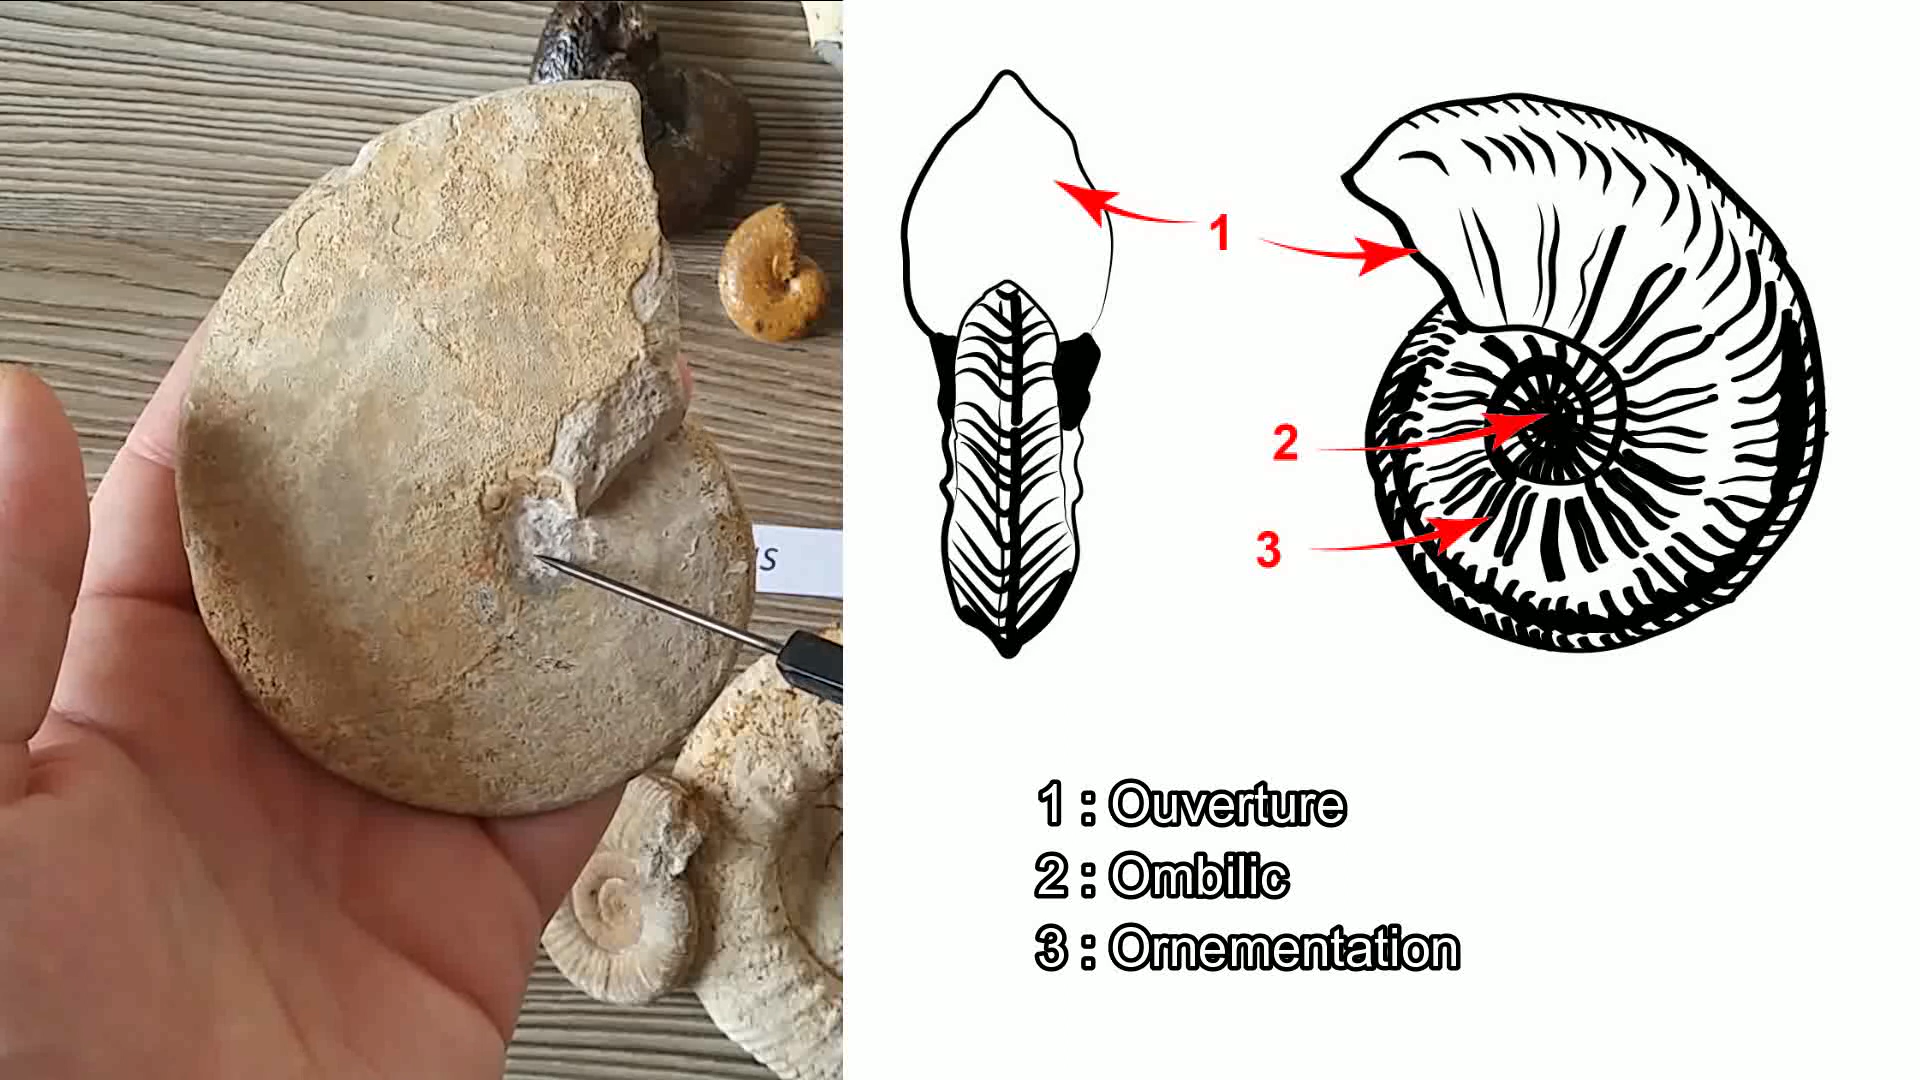 1
2
3
1 : Ouverture
2 : Ombilic
3 : Ornementation